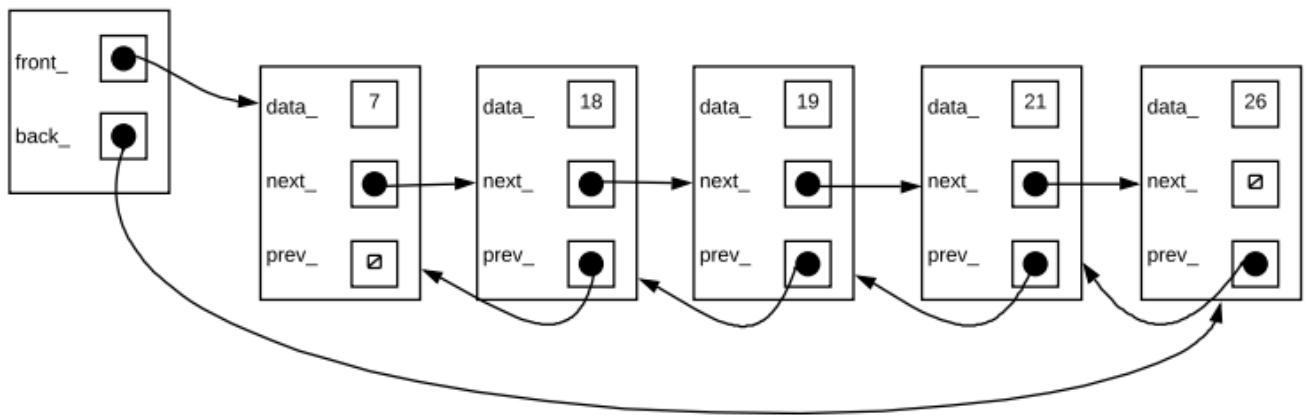 front_
back_
data_ 7
next_
prev_
data_ 18
next_
prev_
data_ 19
next_
prev_
data_ 21
next_
prev_
data_ 26
next_
prev_